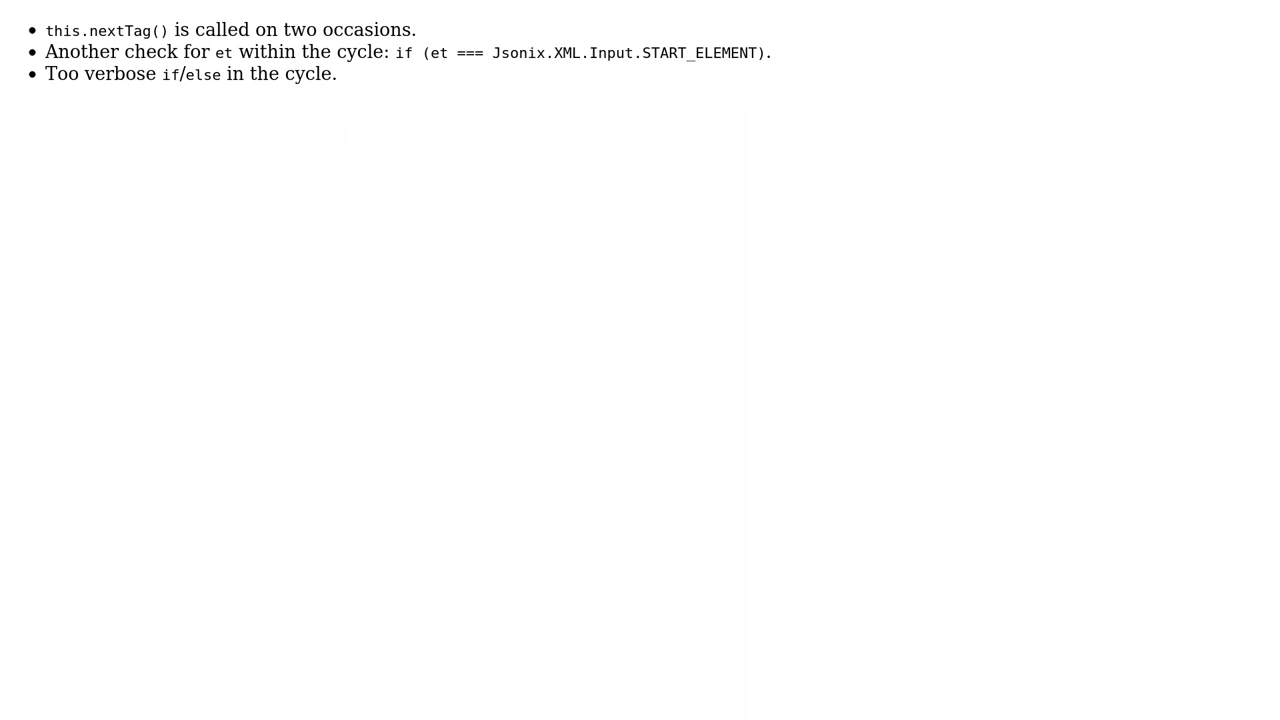 • this.nextTag() is called on two occasions.
• Another check for et within the cycle: if (et === Jsonix.XML.Input.START_ELEMENT).
• Too verbose if/else in the cycle.